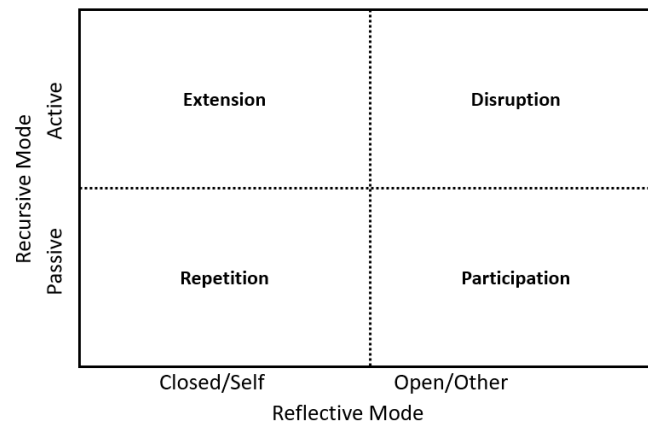 Recursive Mode
Active
Passive
Extension
Disruption
Repetition
Participation
Closed/Self
Open/Other
Reflective Mode